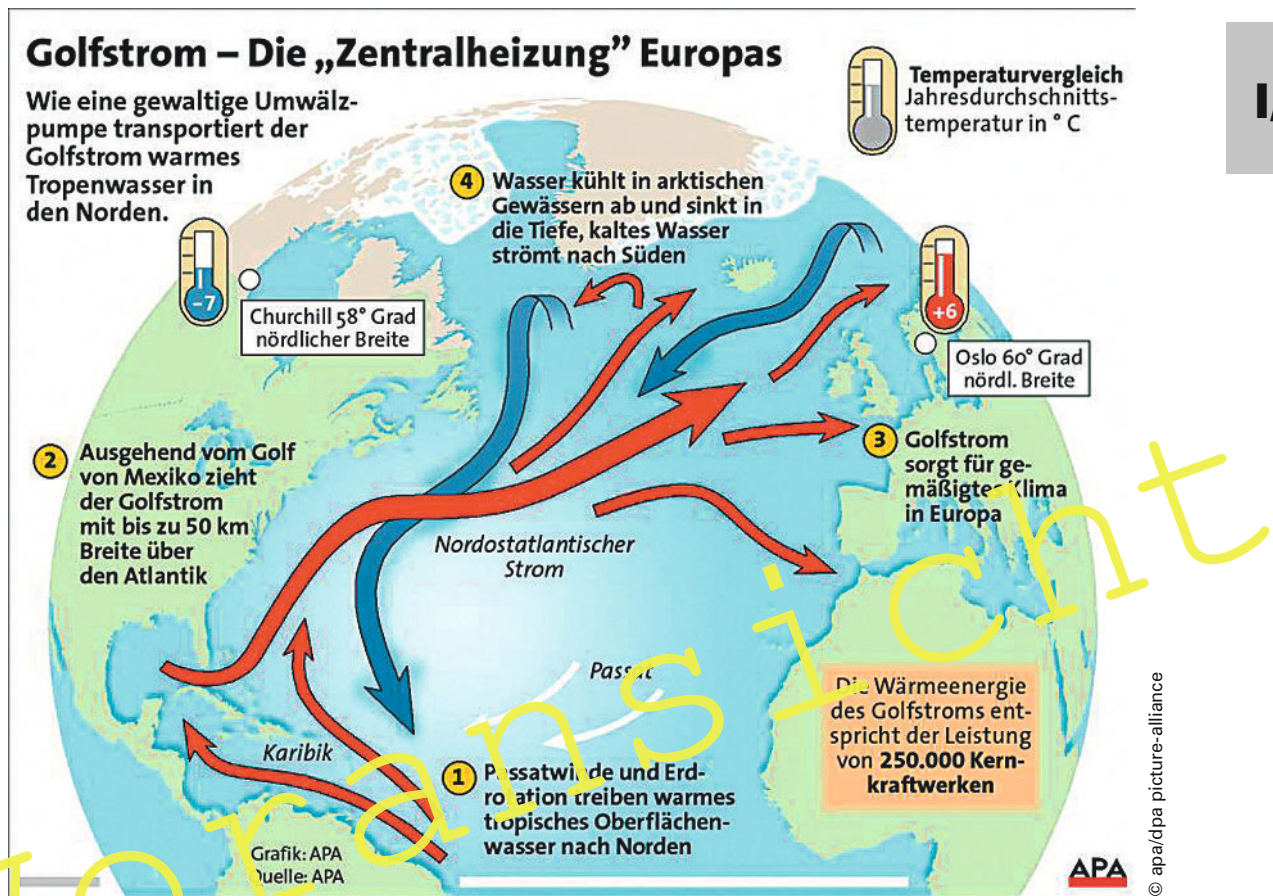 Golfstrom – Die „Zentralheizung” Europas
Wie eine gewaltige Umwälz-
pumpe transportiert der
Golfstrom warmes
Tropenwasser in
den Norden.
Temperaturvergleich
Jahresdurchschnitts-
temperatur in ° C
I/
4 Wasser kühlt in arktischen
Gewässern ab und sinkt in
die Tiefe, kaltes Wasser
strömt nach Süden
-7
Churchill 58° Grad
nördlicher Breite
+6
Oslo 60° Grad
nördl. Breite
2 Ausgehend vom Golf
von Mexiko zieht
der Golfstrom
mit bis zu 50 km
Breite über
den Atlantik
3 Golfstrom
sorgt für ge-
mäßigtes Klima
in Europa
Nordostatlantischer
Strom
Passat
Karibik
1 Passatwinde und Erd-
rotation treiben warmes
tropisches Oberflächen-
wasser nach Norden
Die Wärmeenergie
des Golfstroms ent-
spricht der Leistung
von 250.000 Kern-
kraftwerken
Grafik: APA
Quelle: APA
APA
© apa/dpa picture-alliance
oransicht